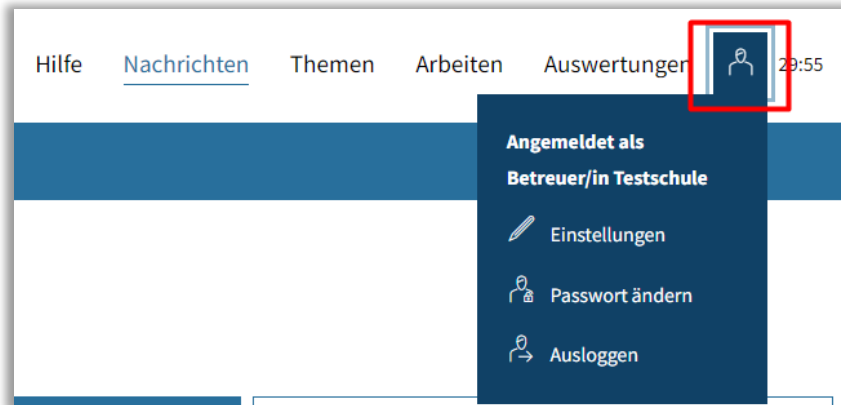 Hilfe Nachrichten Themen Arbeiten Auswertungen 29:55
Angemeldet als
Betreuer/in Testschule
Einstellungen
Passwort ändern
Ausloggen